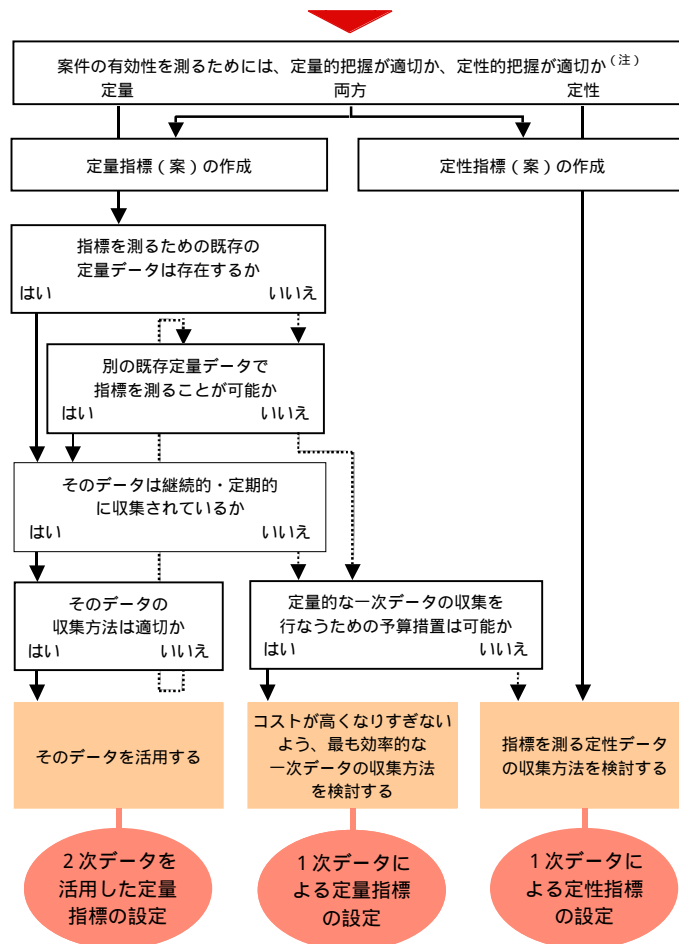 案件の有効性を測るためには、定量的把握が適切か、定性的把握が適切か(注)
定量 両方 定性
定量指標(案)の作成
定性指標(案)の作成
指標を測るための既存の
定量データは存在するか
はい いいえ
別の既存定量データで
指標を測ることが可能か
はい いいえ
そのデータは継続的・定期的
に収集されているか
はい いいえ
そのデータの
収集方法は適切か
はい いいえ
定量的な一次データの収集を
行なうための予算措置は可能か
はい いいえ
そのデータを活用する
コストが高くなりすぎない
よう、最も効率的な
一次データの収集方法
を検討する
指標を測る定性データ
の収集方法を検討する
2次データを
活用した定量
指標の設定
1次データに
よる定量指標
の設定
1次データに
よる定性指標
の設定